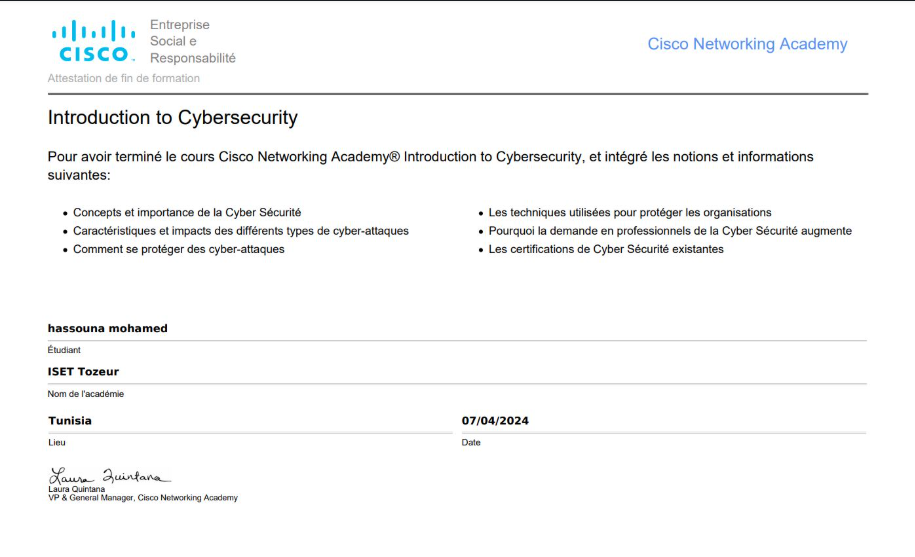 CISCO
Entreprise
Social e
Responsabilité
Cisco Networking Academy
Attestation de fin de formation
Introduction to Cybersecurity
Pour avoir terminé le cours Cisco Networking Academy® Introduction to Cybersecurity, et intégré les notions et informations
suivantes:
• Concepts et importance de la Cyber Sécurité
• Caractéristiques et impacts des différents types de cyber-attaques
• Comment se protéger des cyber-attaques
• Les techniques utilisées pour protéger les organisations
• Pourquoi la demande en professionnels de la Cyber Sécurité augmente
• Les certifications de Cyber Sécurité existantes
hassouna mohamed
Étudiant
ISET Tozeur
Nom de l'académie
Tunisia
Lieu
07/04/2024
Date
Laura Quintana
Laura Quintana
VP & General Manager, Cisco Networking Academy